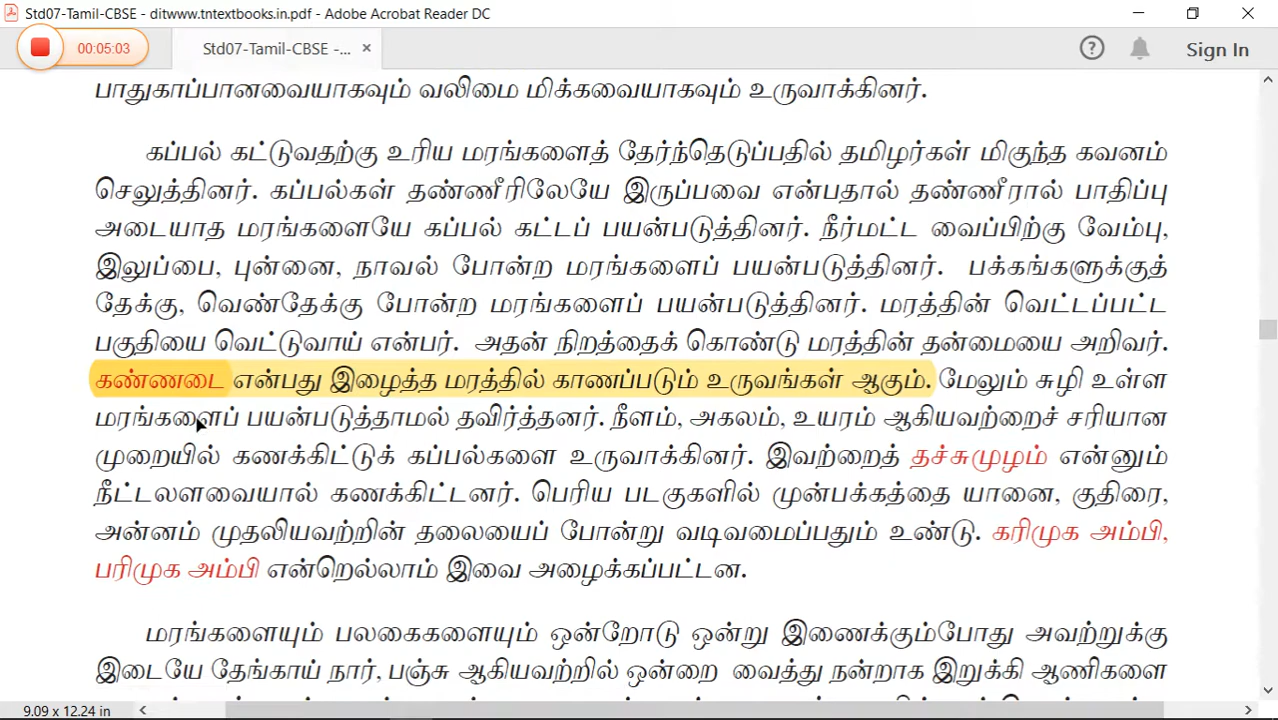 Std07-Tamil-CBSE - ditwww.tntextbooks.in.pdf - Adobe Acrobat Reader DC
00:05:03
Std07-Tamil-CBSE -...
Sign In
பாதுகாப்பானவையாகவும் வலிமை மிக்கவையாகவும் உருவாக்கினர்.
கப்பல் கட்டுவதற்கு உரிய மரங்களைத் தேர்ந்தெடுப்பதில் தமிழர்கள் மிகுந்த கவனம்
செலுத்தினர். கப்பல்கள் தண்ணீரிலேயே இருப்பவை என்பதால் தண்ணீரால் பாதிப்பு
அடையாத மரங்களையே கப்பல் கட்டப் பயன்படுத்தினர். நீர்மட்ட வைப்பிற்கு வேம்பு,
இலுப்பை, புன்னை, நாவல் போன்ற மரங்களைப் பயன்படுத்தினர். பக்கங்களுக்குத்
தேக்கு, வெண்தேக்கு போன்ற மரங்களைப் பயன்படுத்தினர். மரத்தின் வெட்டப்பட்ட
பகுதியை வெட்டுவாய் என்பர். அதன் நிறத்தைக் கொண்டு மரத்தின் தன்மையை அறிவர்.
கண்ணடை என்பது இழைத்த மரத்தில் காணப்படும் உருவங்கள் ஆகும். மேலும் சுழி உள்ள
மரங்களைப் பயன்படுத்தாமல் தவிர்த்தனர். நீளம், அகலம், உயரம் ஆகியவற்றைச் சரியான
முறையில் கணக்கிட்டுக் கப்பல்களை உருவாக்கினர். இவற்றைத் தச்சுமுழம் என்னும்
நீட்டலளவையால் கணக்கிட்டனர். பெரிய படகுகளில் முன்பக்கத்தை யானை, குதிரை,
அன்னம் முதலியவற்றின் தலையைப் போன்று வடிவமைப்பதும் உண்டு. கரிமுக அம்பி,
பரிமுக அம்பி என்றெல்லாம் இவை அழைக்கப்பட்டன.
மரங்களையும் பலகைகளையும் ஒன்றோடு ஒன்று இணைக்கும்போது அவற்றுக்கு
இடையே தேங்காய் நார், பஞ்சு ஆகியவற்றில் ஒன்றை வைத்து நன்றாக இறுக்கி ஆணிகளை
9.09 x 12.24 in